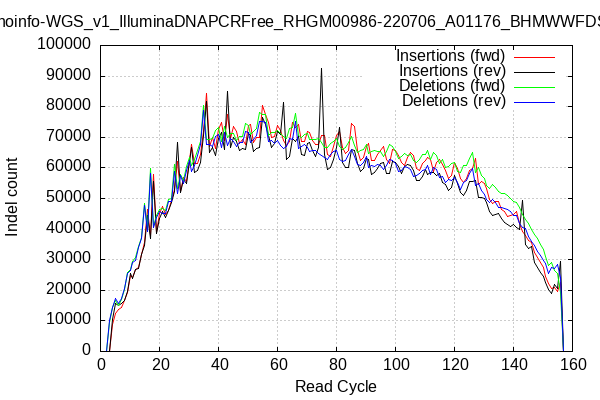 noinfo-WGS_v1_IlluminaDNAPCRFree_RHGM00986-220706_A01176_BHMWWFDS
Insertions (fwd)
Insertions (rev)
Deletions (fwd)
Deletions (rev)
Indel count
100000
90000
80000
70000
60000
50000
40000
30000
20000
10000
0
0 20 40 60 80 100 120 140 160
Read Cycle